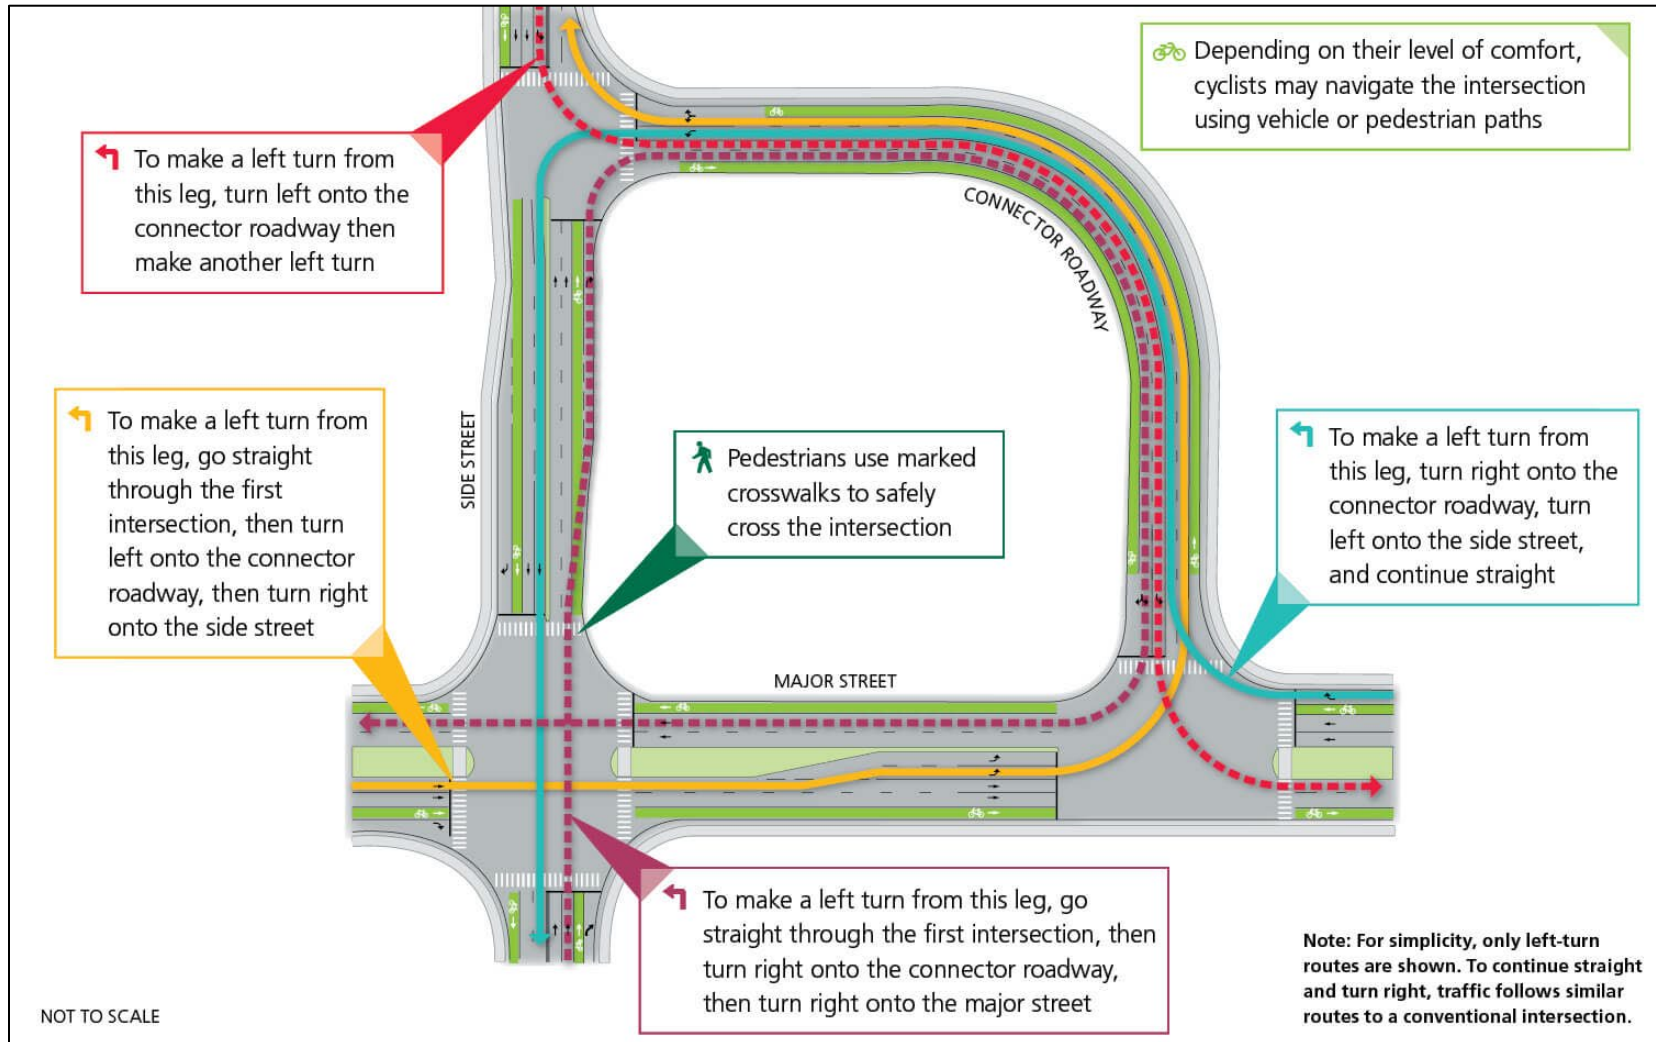 Depending on their level of comfort,
cyclists may navigate the intersection
using vehicle or pedestrian paths
To make a left turn from
this leg, turn left onto the
connector roadway then
make another left turn
CONNECTOR ROADWAY
To make a left turn from
this leg, go straight
through the first
intersection, then turn
left onto the connector
roadway, then turn right
onto the side street
SIDE STREET
Pedestrians use marked
crosswalks to safely
cross the intersection
To make a left turn from
this leg, turn right onto the
connector roadway, turn
left onto the side street,
and continue straight
MAJOR STREET
To make a left turn from this leg, go
straight through the first intersection, then
turn right onto the connector roadway,
then turn right onto the major street
Note: For simplicity, only left-turn
routes are shown. To continue straight
and turn right, traffic follows similar
routes to a conventional intersection.
NOT TO SCALE